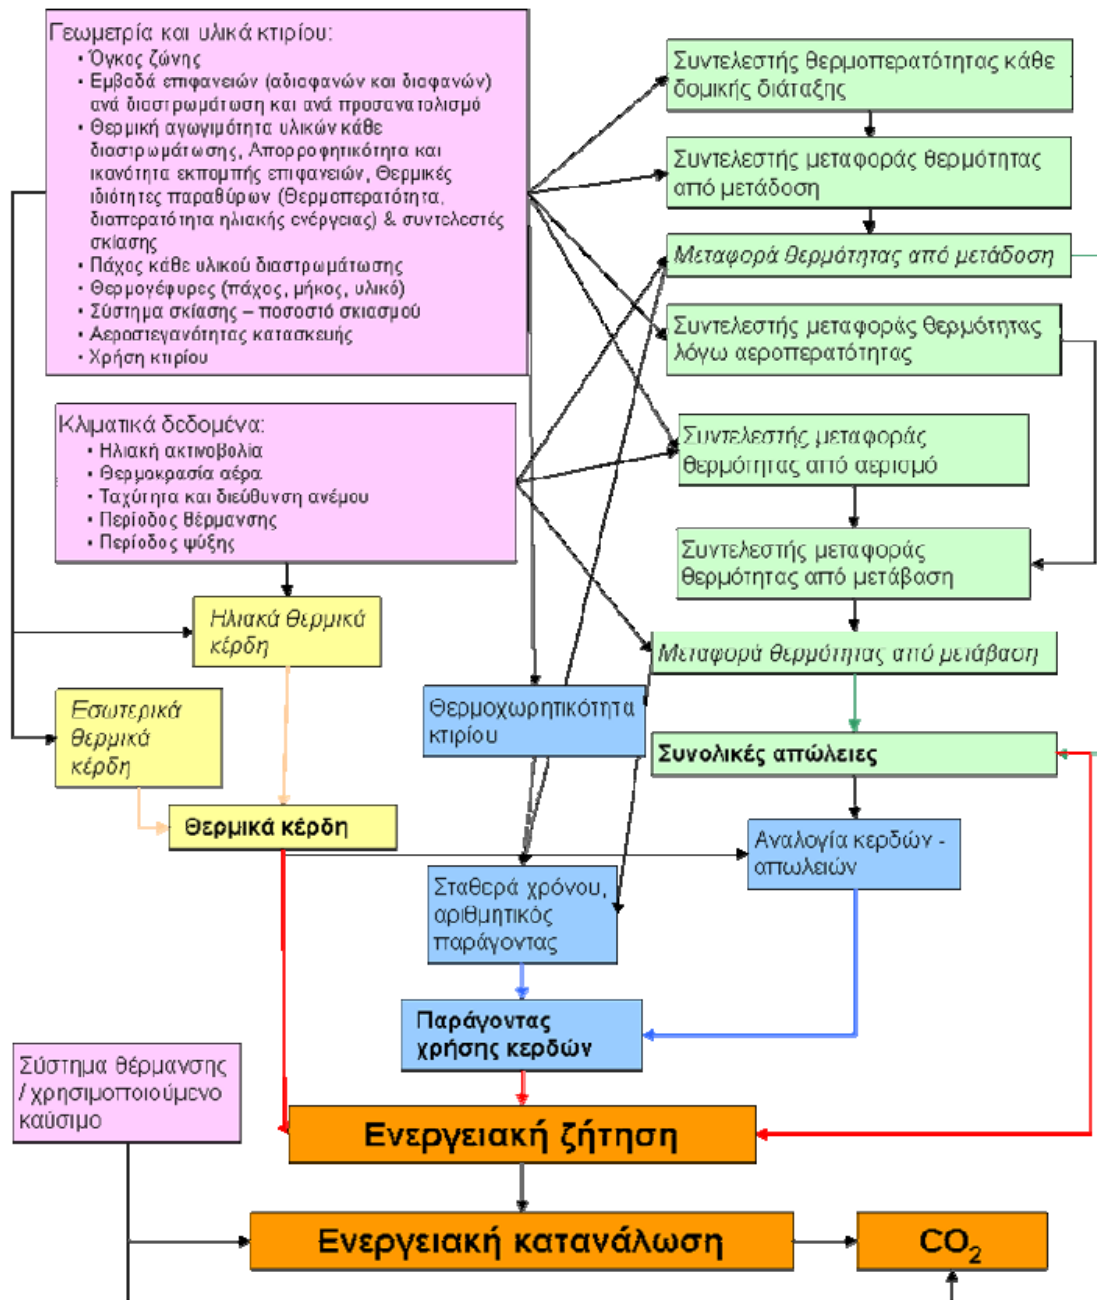 Γεωμετρία και υλικά κτιρίου:
• Όγκος ζώνης
• Εμβαδά επιφανειών (αδιαφανών και διαφανών)
ανά διαστρωμάτωση και ανά προσανατολισμό
• Θερμική αγωγιμότητα υλικών κάθε
διαστρωμάτωσης, Απορροφητικότητα και
ικανότητα εκπομπής επιφανειών, Θερμικές
ιδιότητες παραθύρων (Θερμοπερατότητα,
διαπερατότητα ηλιακής ενέργειας) & συντελεστές
σκίασης
• Πάχος κάθε υλικού διαστρωμάτωσης
• Θερμογέφυρες (πάχος, μήκος, υλικό)
• Σύστημα σκίασης – ποσοστό σκιασμού
• Αεροστεγανότητας κατασκευής
• Χρήση κτιρίου
Κλιματικά δεδομένα:
• Ηλιακή ακτινοβολία
• Θερμοκρασία αέρα
• Ταχύτητα και διεύθυνση ανέμου
• Περίοδος θέρμανσης
• Περίοδος ψύξης
Συντελεστής θερμοπερατότητας κάθε
δομικής διάταξης
Συντελεστής μεταφοράς θερμότητας
από μετάδοση
Μεταφορά θερμότητας από μετάδοση
Συντελεστής μεταφοράς θερμότητας
λόγω αεροπερατότητας
Συντελεστής μεταφοράς
θερμότητας από αερισμό
Συντελεστής μεταφοράς
θερμότητας από μετάβαση
Μεταφορά θερμότητας από μετάβαση
Συνολικές απώλειες
Ηλιακά θερμικά
κέρδη
Εσωτερικά
θερμικά
κέρδη
Θερμικά κέρδη
Θερμοχωρητικότητα
κτιρίου
Αναλογία κερδών -
απωλειών
Σταθερά χρόνου,
αριθμητικός
παράγοντας
Παράγοντας
χρήσης κερδών
Σύστημα θέρμανσης
/ χρησιμοποιούμενο
καύσιμο
Ενεργειακή ζήτηση
Ενεργειακή κατανάλωση
CO₂